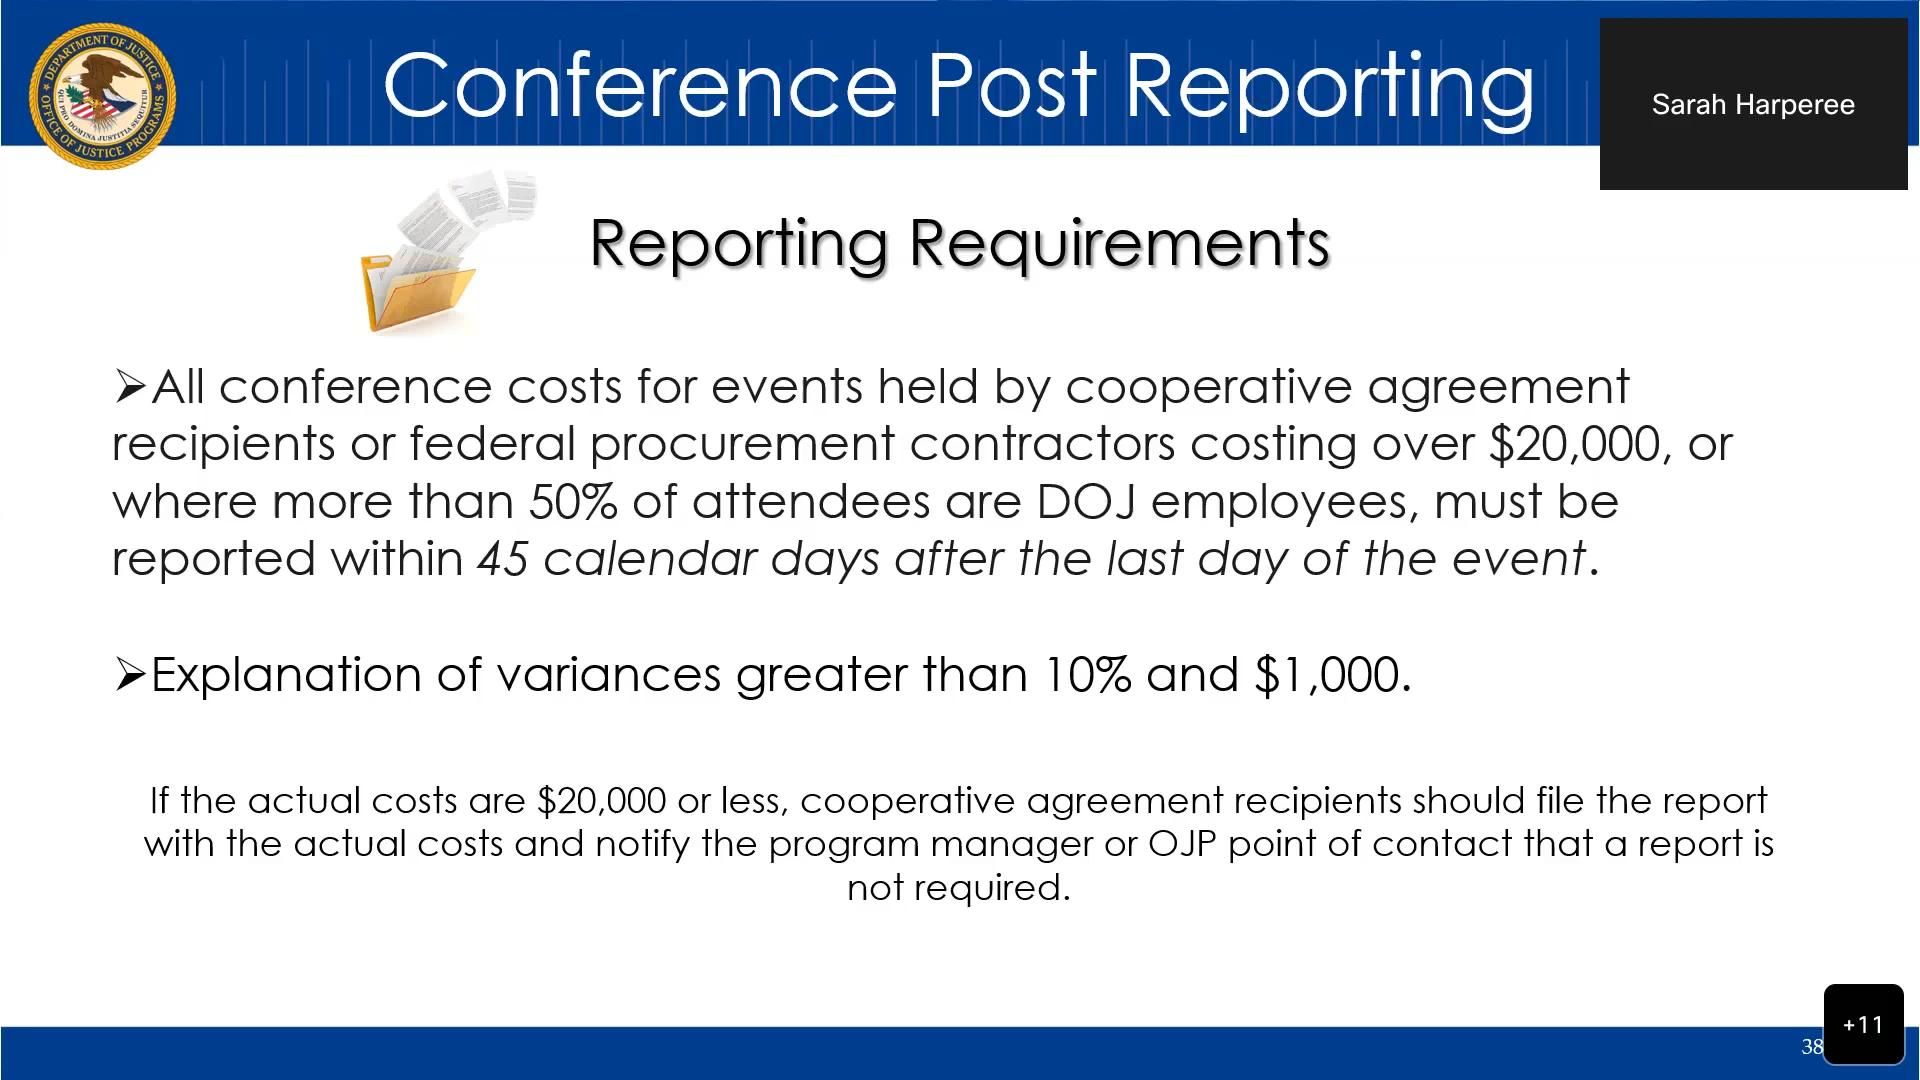 Conference Post Reporting
Sarah Harperee
DEPARTMENT OF JUSTICE
OFFICE OF JUSTICE PROGRAMS
QUI PRO DOMINA JUSTITIA SEQUITUR
Reporting Requirements
➢All conference costs for events held by cooperative agreement
recipients or federal procurement contractors costing over $20,000, or
where more than 50% of attendees are DOJ employees, must be
reported within 45 calendar days after the last day of the event.
➢Explanation of variances greater than 10% and $1,000.
If the actual costs are $20,000 or less, cooperative agreement recipients should file the report
with the actual costs and notify the program manager or OJP point of contact that a report is
not required.
+11
38